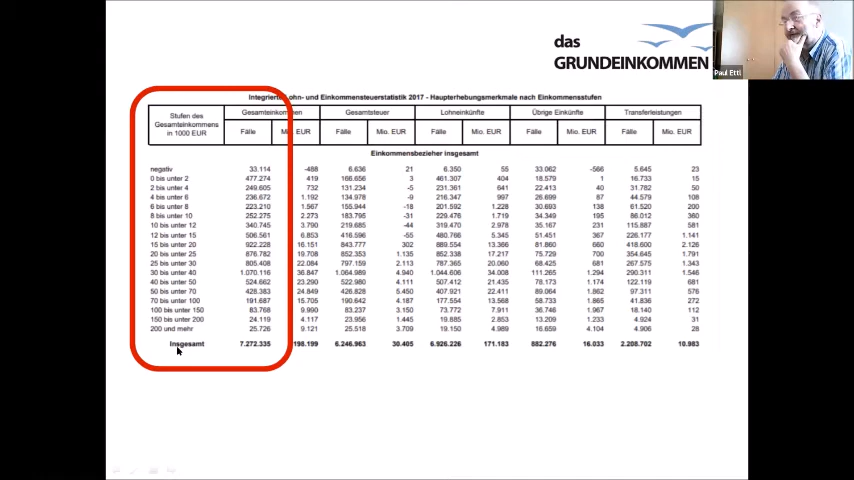 das
GRUNDEINKOMMEN
Paul Ettl
Integrierte Lohn- und Einkommensteuerstatistik 2017 - Haupterhebungsmerkmale nach Einkommensstufen
Stufen des Gesamteinkommens in 1000 EUR Gesamteinkommen Gesamtsteuer Lohneinkünfte Übrige Einkünfte Transferleistungen
Fälle Mio. EUR Fälle Mio. EUR Fälle Mio. EUR Fälle Mio. EUR Fälle Mio. EUR
Einkommensbezieher insgesamt
negativ 33.114 -488 6.636 21 6.350 55 33.062 -566 5.645 23
0 bis unter 2 477.274 419 166.656 3 461.307 404 18.579 1 16.733 15
2 bis unter 4 249.605 732 131.234 -5 231.361 641 22.413 40 31.782 50
4 bis unter 6 236.672 1.192 134.978 -9 216.347 997 26.699 87 44.579 108
6 bis unter 8 223.210 1.567 155.944 -18 201.592 1.228 30.693 138 61.520 200
8 bis unter 10 252.275 2.273 183.795 -31 229.476 1.719 34.349 195 86.012 360
10 bis unter 12 340.745 3.790 219.685 -44 319.470 2.978 35.167 231 115.887 581
12 bis unter 15 506.561 6.853 416.596 -55 480.766 5.345 51.451 367 226.177 1.141
15 bis unter 20 922.228 16.151 843.777 302 889.554 13.366 81.860 660 418.600 2.126
20 bis unter 25 876.782 19.708 852.353 1.135 852.338 17.217 75.729 700 354.645 1.791
25 bis unter 30 805.408 22.084 797.159 2.113 787.365 20.060 68.425 681 267.575 1.343
30 bis unter 40 1.070.116 36.847 1.064.989 4.940 1.044.606 34.008 111.265 1.294 290.311 1.546
40 bis unter 50 524.662 23.290 522.980 4.111 507.412 21.435 78.173 1.174 122.119 681
50 bis unter 70 428.383 24.849 426.828 5.450 407.921 22.411 89.064 1.862 97.311 576
70 bis unter 100 191.687 15.705 190.642 4.187 177.554 13.568 58.733 1.865 41.836 272
100 bis unter 150 83.768 9.990 83.237 3.150 73.772 7.911 36.746 1.967 18.140 112
150 bis unter 200 24.119 4.117 23.956 1.445 19.885 2.853 13.209 1.233 4.924 31
200 und mehr 25.726 9.121 25.518 3.709 19.150 4.989 16.659 4.104 4.906 28
Insgesamt 7.272.335 198.199 6.246.963 30.405 6.926.226 171.183 882.276 16.033 2.208.702 10.983